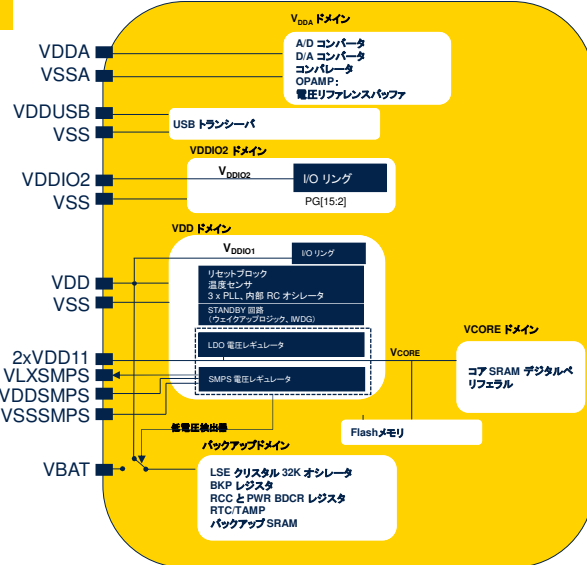 VDDA ドメイン
VDDA
VSSA
A/D コンバータ
D/A コンバータ
コンパレータ
OPAMP：
電圧リファレンスバッファ
VDDUSB
VSS
USB トランシーバ
VDDIO2 ドメイン
VDDIO2
VSS
VDDIO2
I/O リング
PG[15:2]
VDD ドメイン
VDDIO1
I/O リング
VDD
VSS
リセットブロック
温度センサ
3 x PLL、内部 RC オシレータ
STANDBY 回路
（ウェイクアップロジック、IWDG）
LDO 電圧レギュレータ
SMPS 電圧レギュレータ
2xVDD11
VLXSMPS
VDDSMPS
VSSSMPS
VCORE
VCORE ドメイン
コア SRAM デジタルペ
リフェラル
Flashメモリ
低電圧検出器
バックアップドメイン
VBAT
LSE クリスタル 32K オシレータ
BKP レジスタ
RCC と PWR BDCR レジスタ
RTC/TAMP
バックアップ SRAM